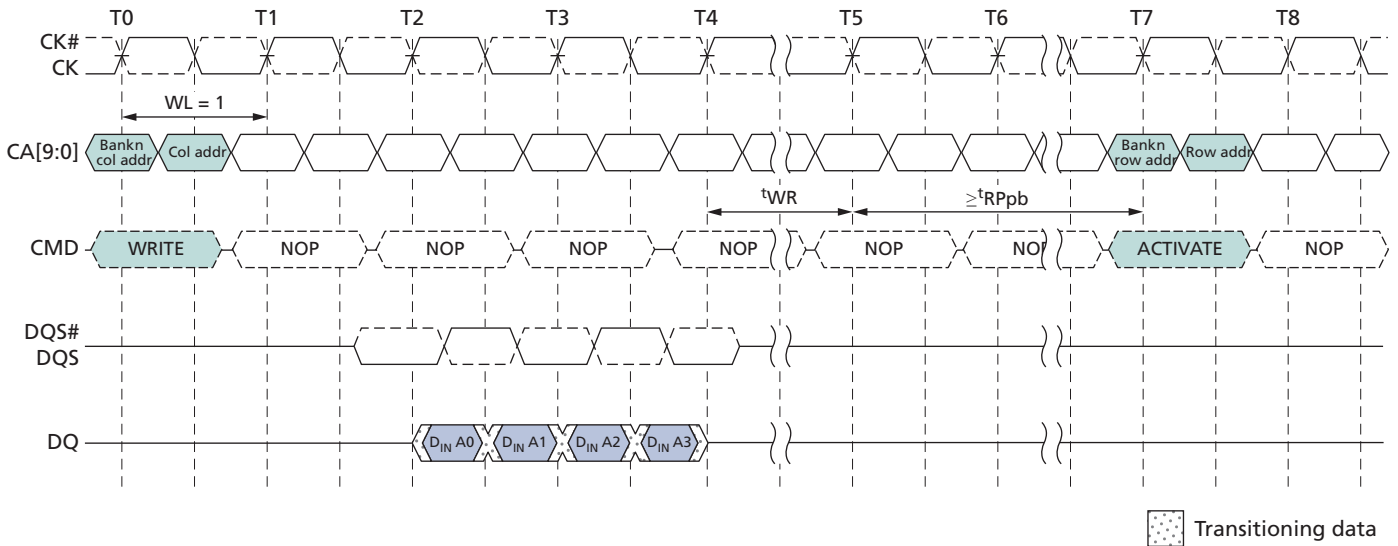 T0 T1 T2 T3 T4 T5 T6 T7 T8
CK#
CK
WL = 1
CA[9:0] Bankn col addr Col addr Bankn row addr Row addr
tWR ≥tRPpb
CMD WRITE NOP NOP NOP NOP NOP NOP ACTIVATE NOP
DQS#
DQS
DQ DIN A0 DIN A1 DIN A2 DIN A3
Transitioning data